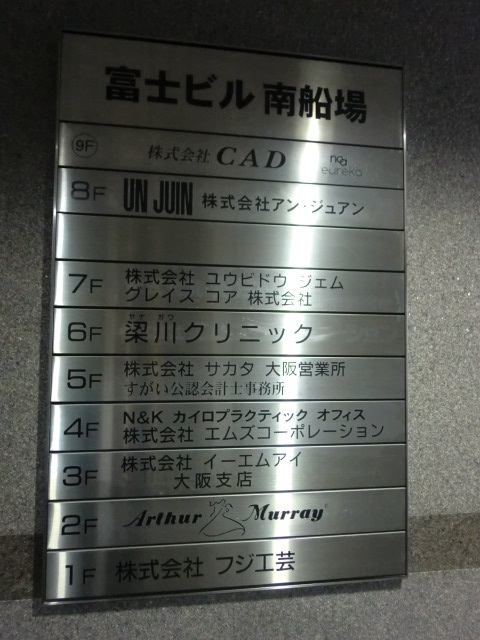 富士ビル 南船場
9F 株式会社 CAD noa eureka
8F UN JUIN 株式会社アン・ジュアン
7F 株式会社 ユウビドウ ジェム
グレイス コア 株式会社
ヤナ ガワ
6F 梁川クリニック
5F 株式会社 サカタ 大阪営業所
すがい公認会計士事務所
4F N&K カイロプラクティック オフィス
株式会社 エムズコーポレーション
3F 株式会社 イーエムアイ
大阪支店
2F Arthur Murray
1F 株式会社 フジ工芸